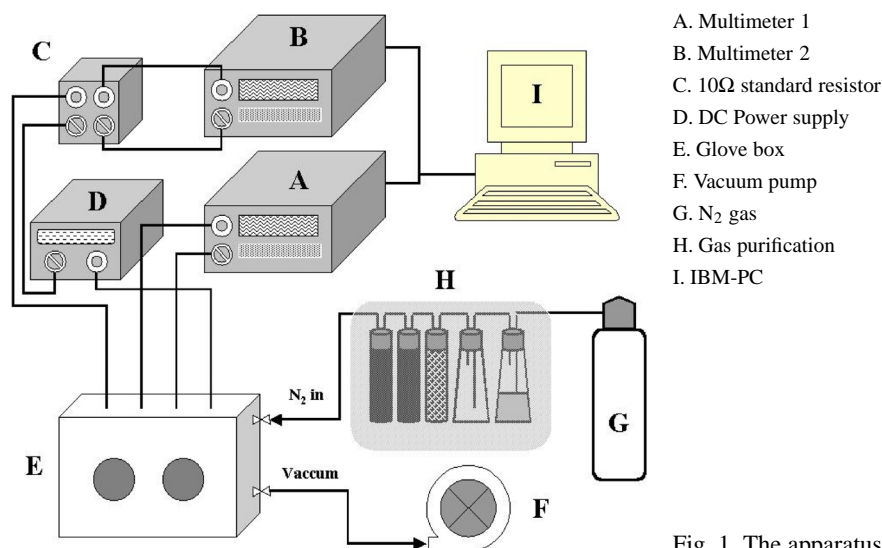 A. Multimeter 1
B. Multimeter 2
C. 10Ω standard resistor
D. DC Power supply
E. Glove box
F. Vacuum pump
G. N₂ gas
H. Gas purification
I. IBM-PC
C
B
I
A
D
H
N₂ in
G
E
Vaccum
F
Fig. 1. The apparatus